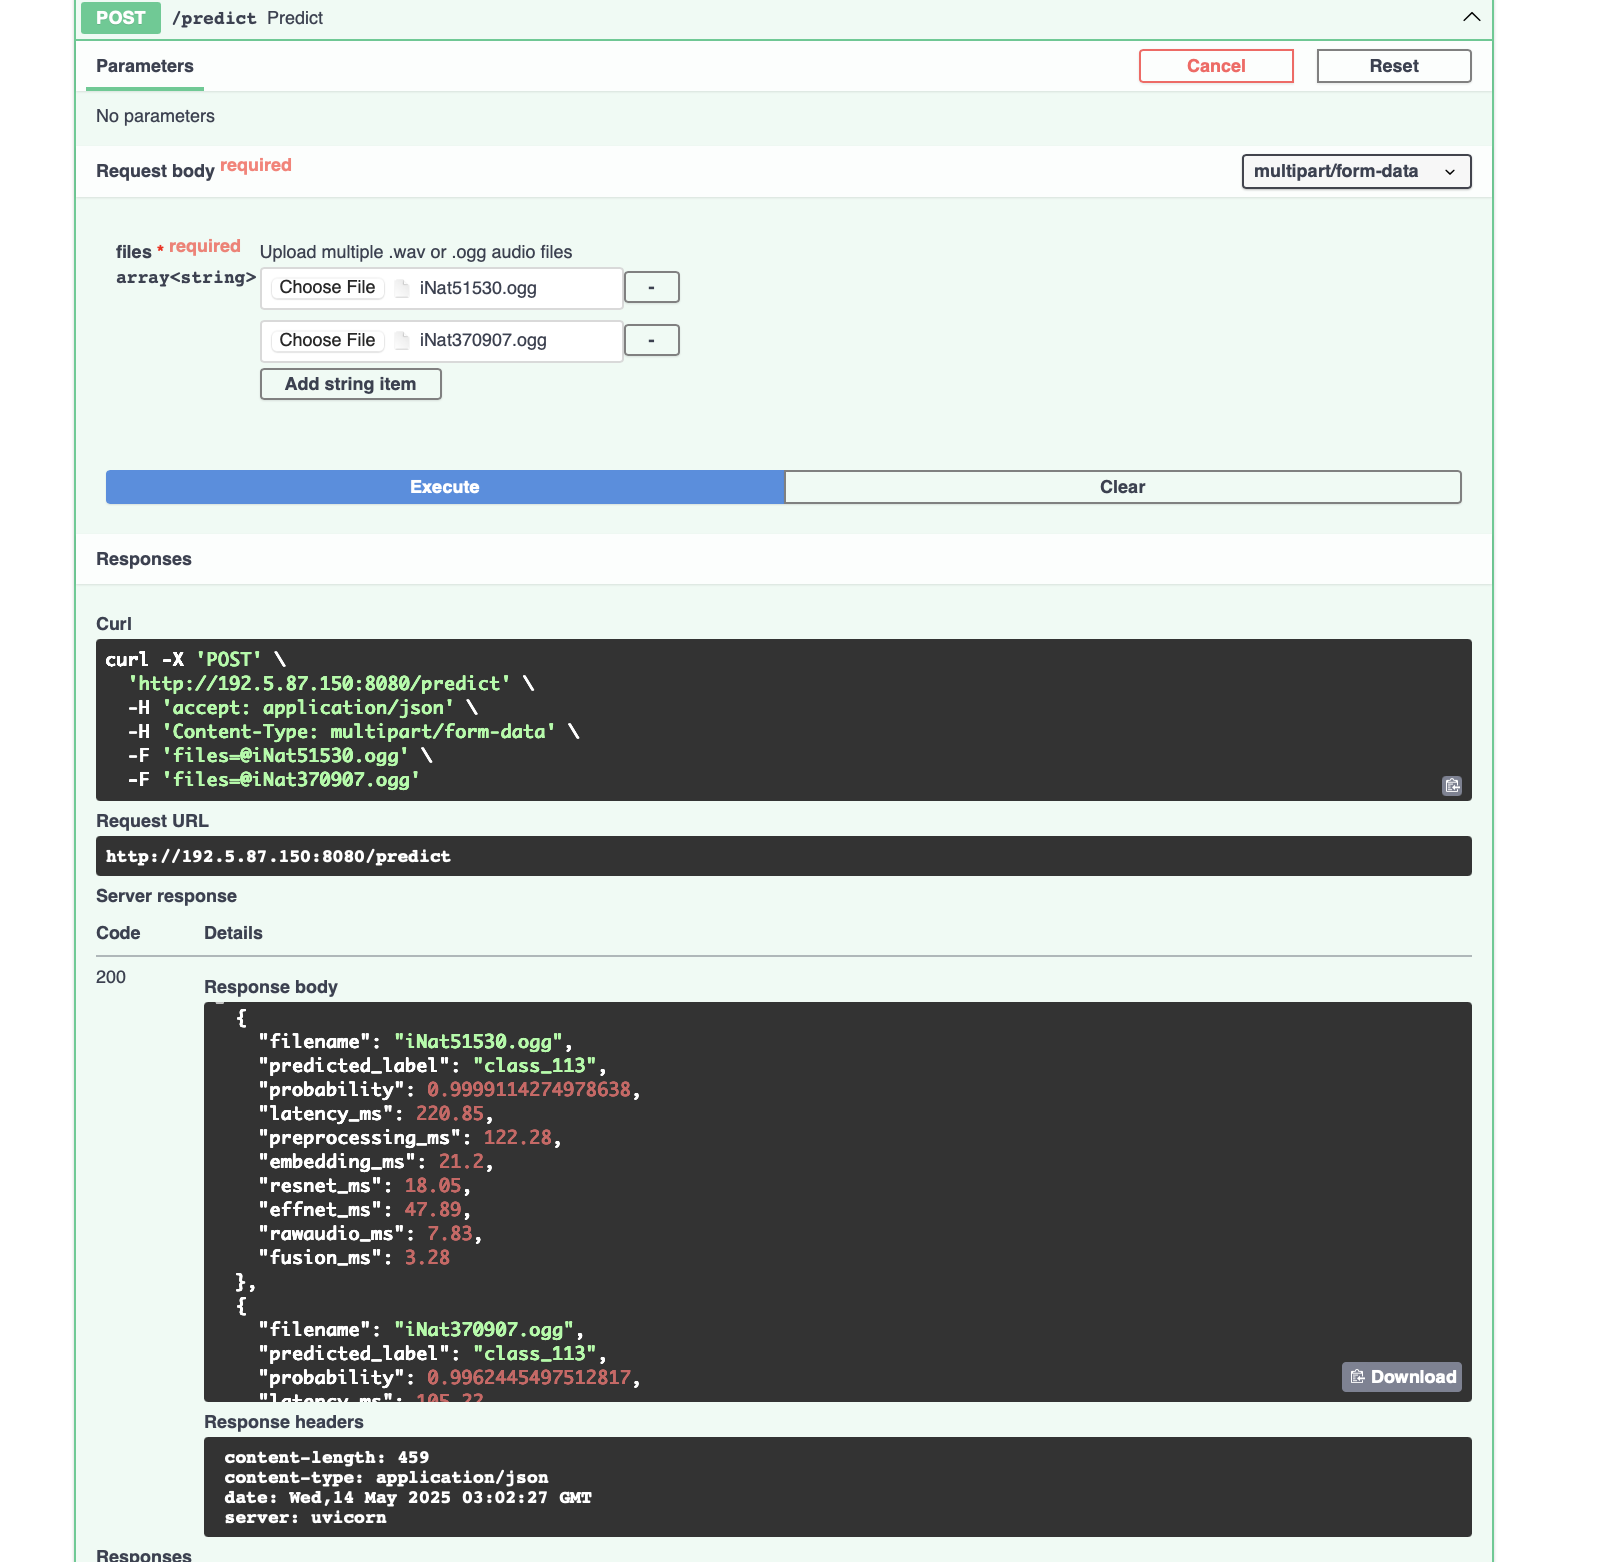 POST /predict Predict
Parameters Cancel Reset
No parameters
Request body required multipart/form-data
files * required Upload multiple .wav or .ogg audio files
array<string> Choose File iNat51530.ogg -
Choose File iNat370907.ogg -
Add string item
Execute Clear
Responses
Curl
curl -X 'POST' \
'http://192.5.87.150:8080/predict' \
-H 'accept: application/json' \
-H 'Content-Type: multipart/form-data' \
-F 'files=@iNat51530.ogg' \
-F 'files=@iNat370907.ogg'
Request URL
http://192.5.87.150:8080/predict
Server response
Code Details
200
Response body
{
"filename": "iNat51530.ogg",
"predicted_label": "class_113",
"probability": 0.9999114274978638,
"latency_ms": 220.85,
"preprocessing_ms": 122.28,
"embedding_ms": 21.2,
"resnet_ms": 18.05,
"effnet_ms": 47.89,
"rawaudio_ms": 7.83,
"fusion_ms": 3.28
},
{
"filename": "iNat370907.ogg",
"predicted_label": "class_113",
"probability": 0.9962445497512817,
"latency_ms": 105.22
Download
Response headers
content-length: 459
content-type: application/json
date: Wed,14 May 2025 03:02:27 GMT
server: uvicorn
Responses